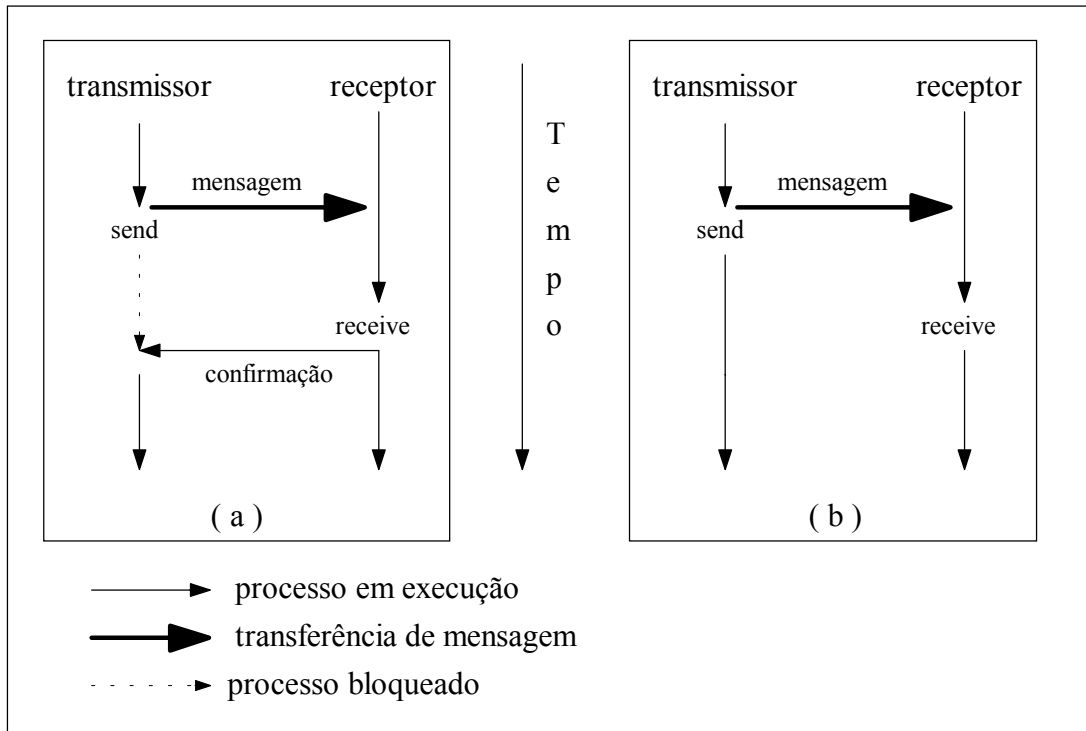 transmissor
receptor
mensagem
send
receive
confirmação
( a )
T
e
m
p
o
transmissor
receptor
mensagem
send
receive
( b )
processo em execução
transferência de mensagem
processo bloqueado